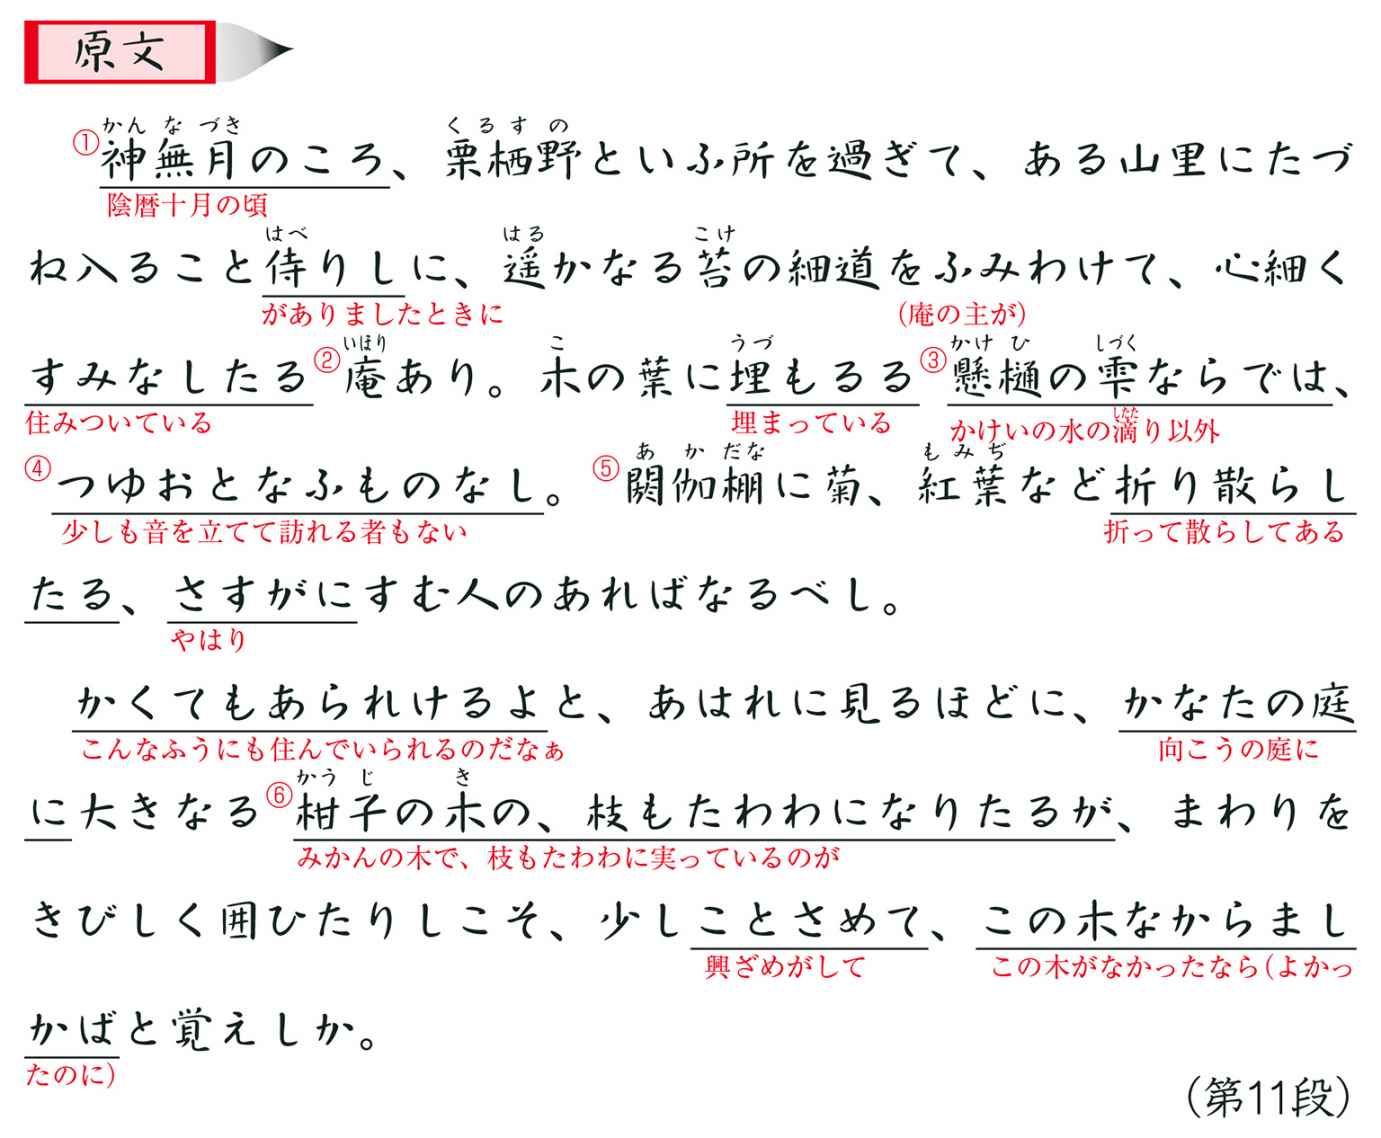 原文
かん な づき くるすの
①神無月のころ、栗栖野といふ所を過ぎて、ある山里にたづ
陰暦十月の頃
はべ はる こけ
ね入ること侍りしに、遥かなる苔の細道をふみわけて、心細く
がありましたときに (庵の主が)
いほり こ うづ かけ ひ しづく
すみなしたる②庵あり。木の葉に埋もるる③懸樋の雫ならでは、
住みついている 埋まっている かけいの水の滴り以外
したた
あ か だな もみぢ
④つゆおとなふものなし。⑤閼伽棚に菊、紅葉など折り散らし
少しも音を立てて訪れる者もない 折って散らしてある
たる、さすがにすむ人のあればなるべし。
やはり
かくてもあられけるよと、あはれに見るほどに、かなたの庭
こんなふうにも住んでいられるのだなぁ 向こうの庭に
かう じ き
に大きなる⑥柑子の木の、枝もたわわになりたるが、まわりを
みかんの木で、枝もたわわに実っているのが
きびしく囲ひたりしこそ、少しことさめて、この木なからまし
興ざめがして この木がなかったなら(よかっ
かばと覚えしか。
たのに)
(第11段)